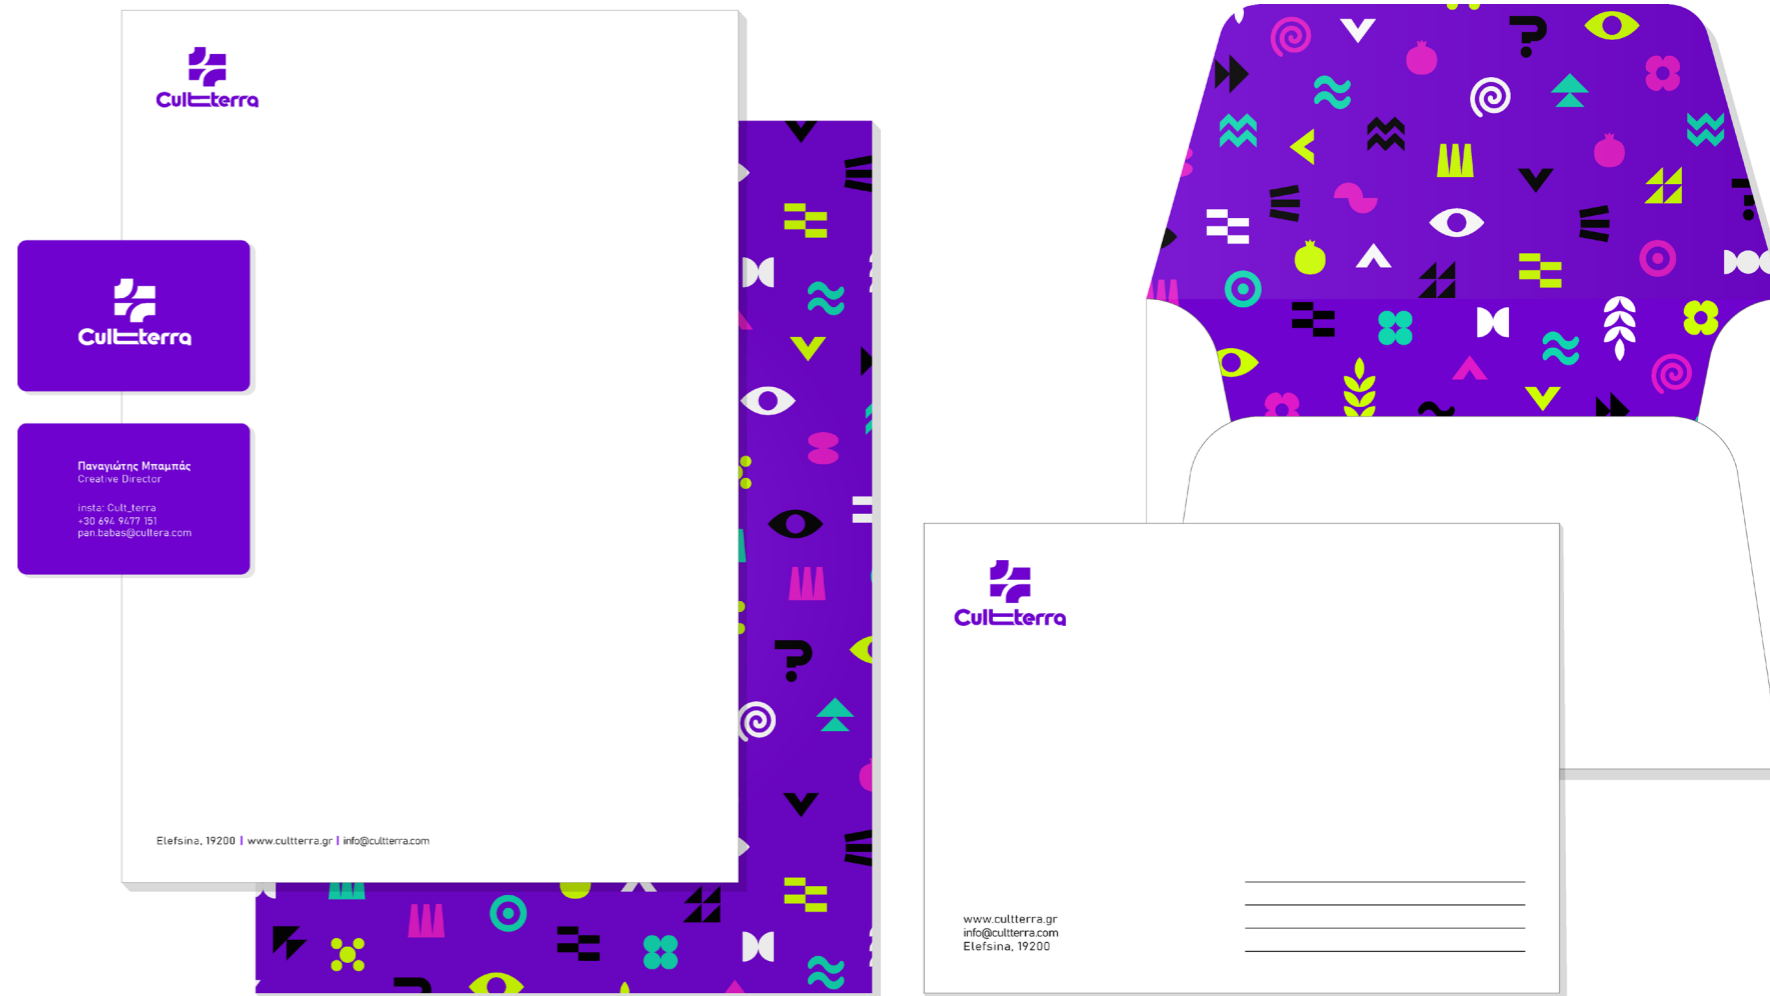 Cultterra
Cultterra
Παναγιώτης Μπαμπάς
Creative Director
insta: Cult_terra
+30 694 9477 151
pan.babas@cultera.com
Elefsina, 19200 | www.cultterra.gr | info@cultterra.com
Cultterra
www.cultterra.gr
info@cultterra.com
Elefsina, 19200